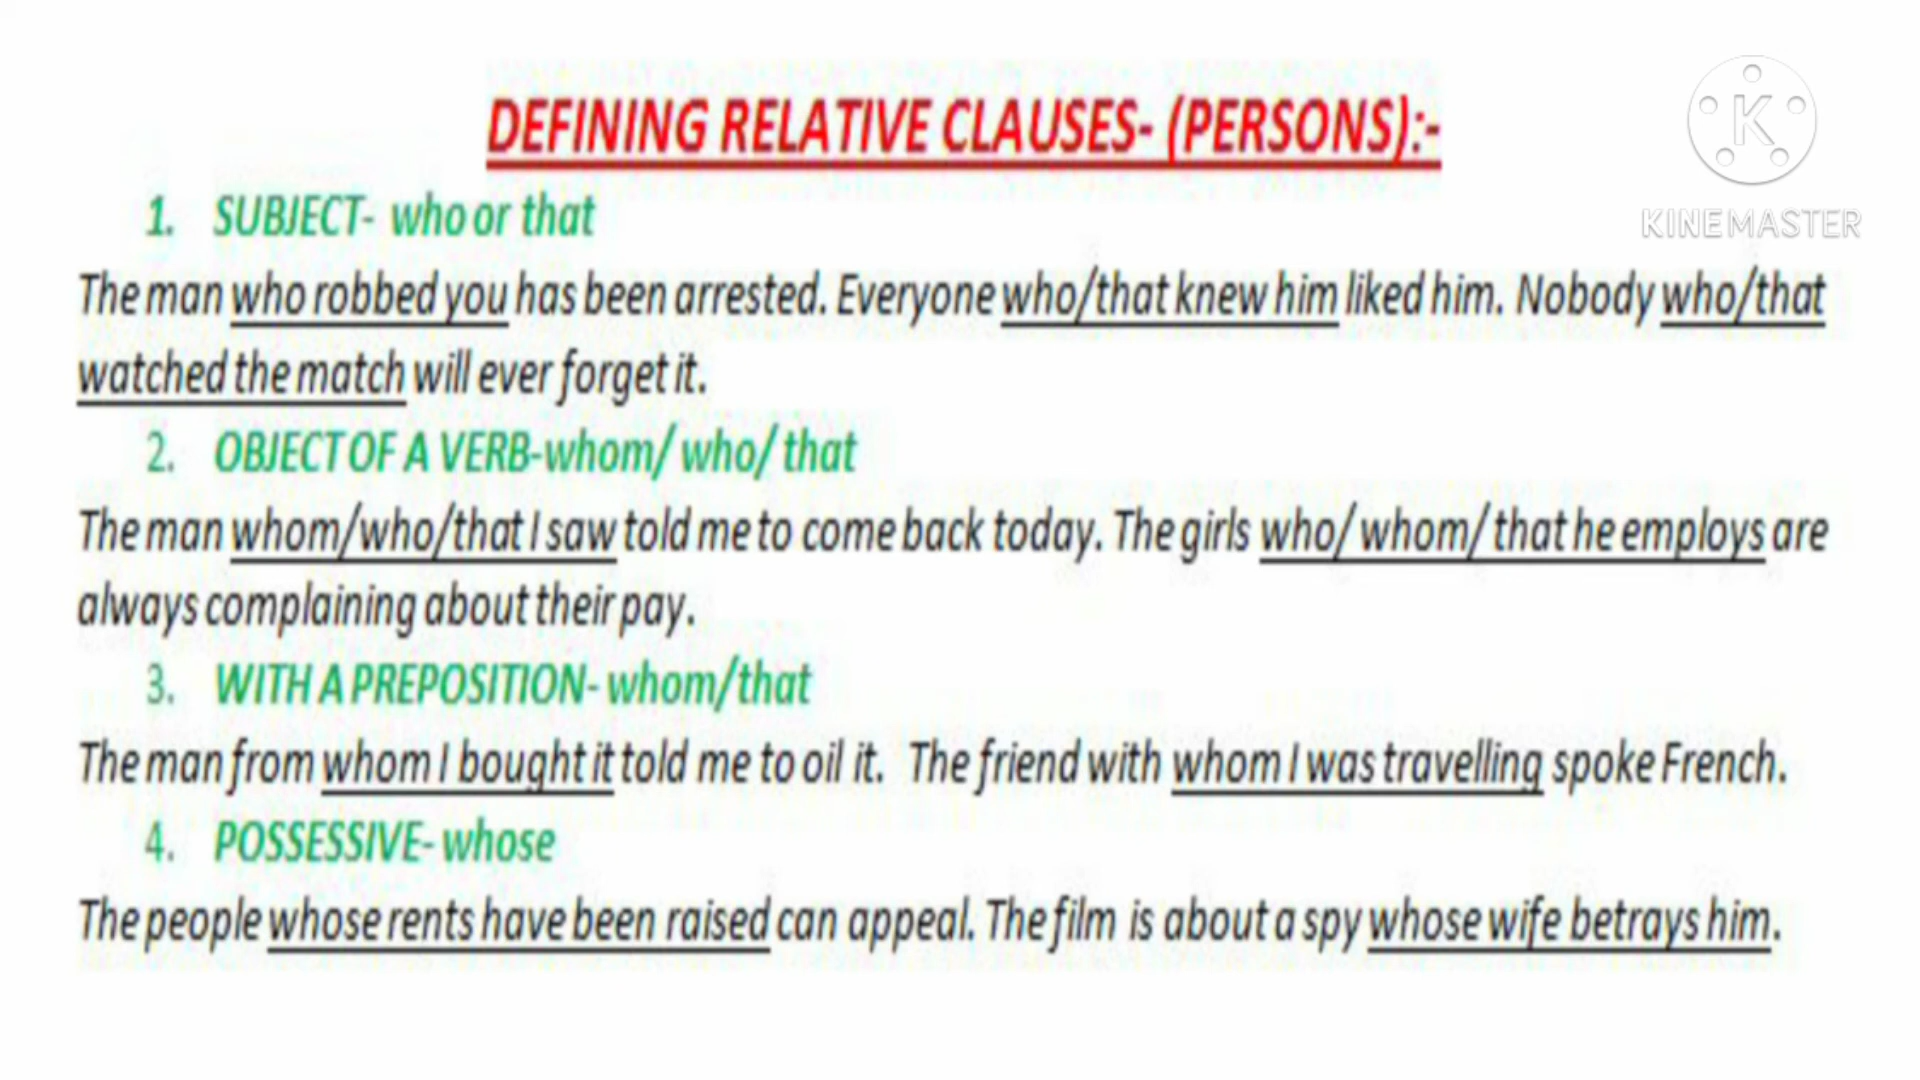 DEFINING RELATIVE CLAUSES- (PERSONS):-
K
KINEMASTER
1. SUBJECT- who or that
The man who robbed you has been arrested. Everyone who/that knew him liked him. Nobody who/that
watched the match will ever forget it.
2. OBJECT OF A VERB-whom/ who/ that
The man whom/who/that I saw told me to come back today. The girls who/ whom/ that he employs are
always complaining about their pay.
3. WITH A PREPOSITION- whom/that
The man from whom I bought it told me to oil it. The friend with whom I was travelling spoke French.
4. POSSESSIVE- whose
The people whose rents have been raised can appeal. The film is about a spy whose wife betrays him.